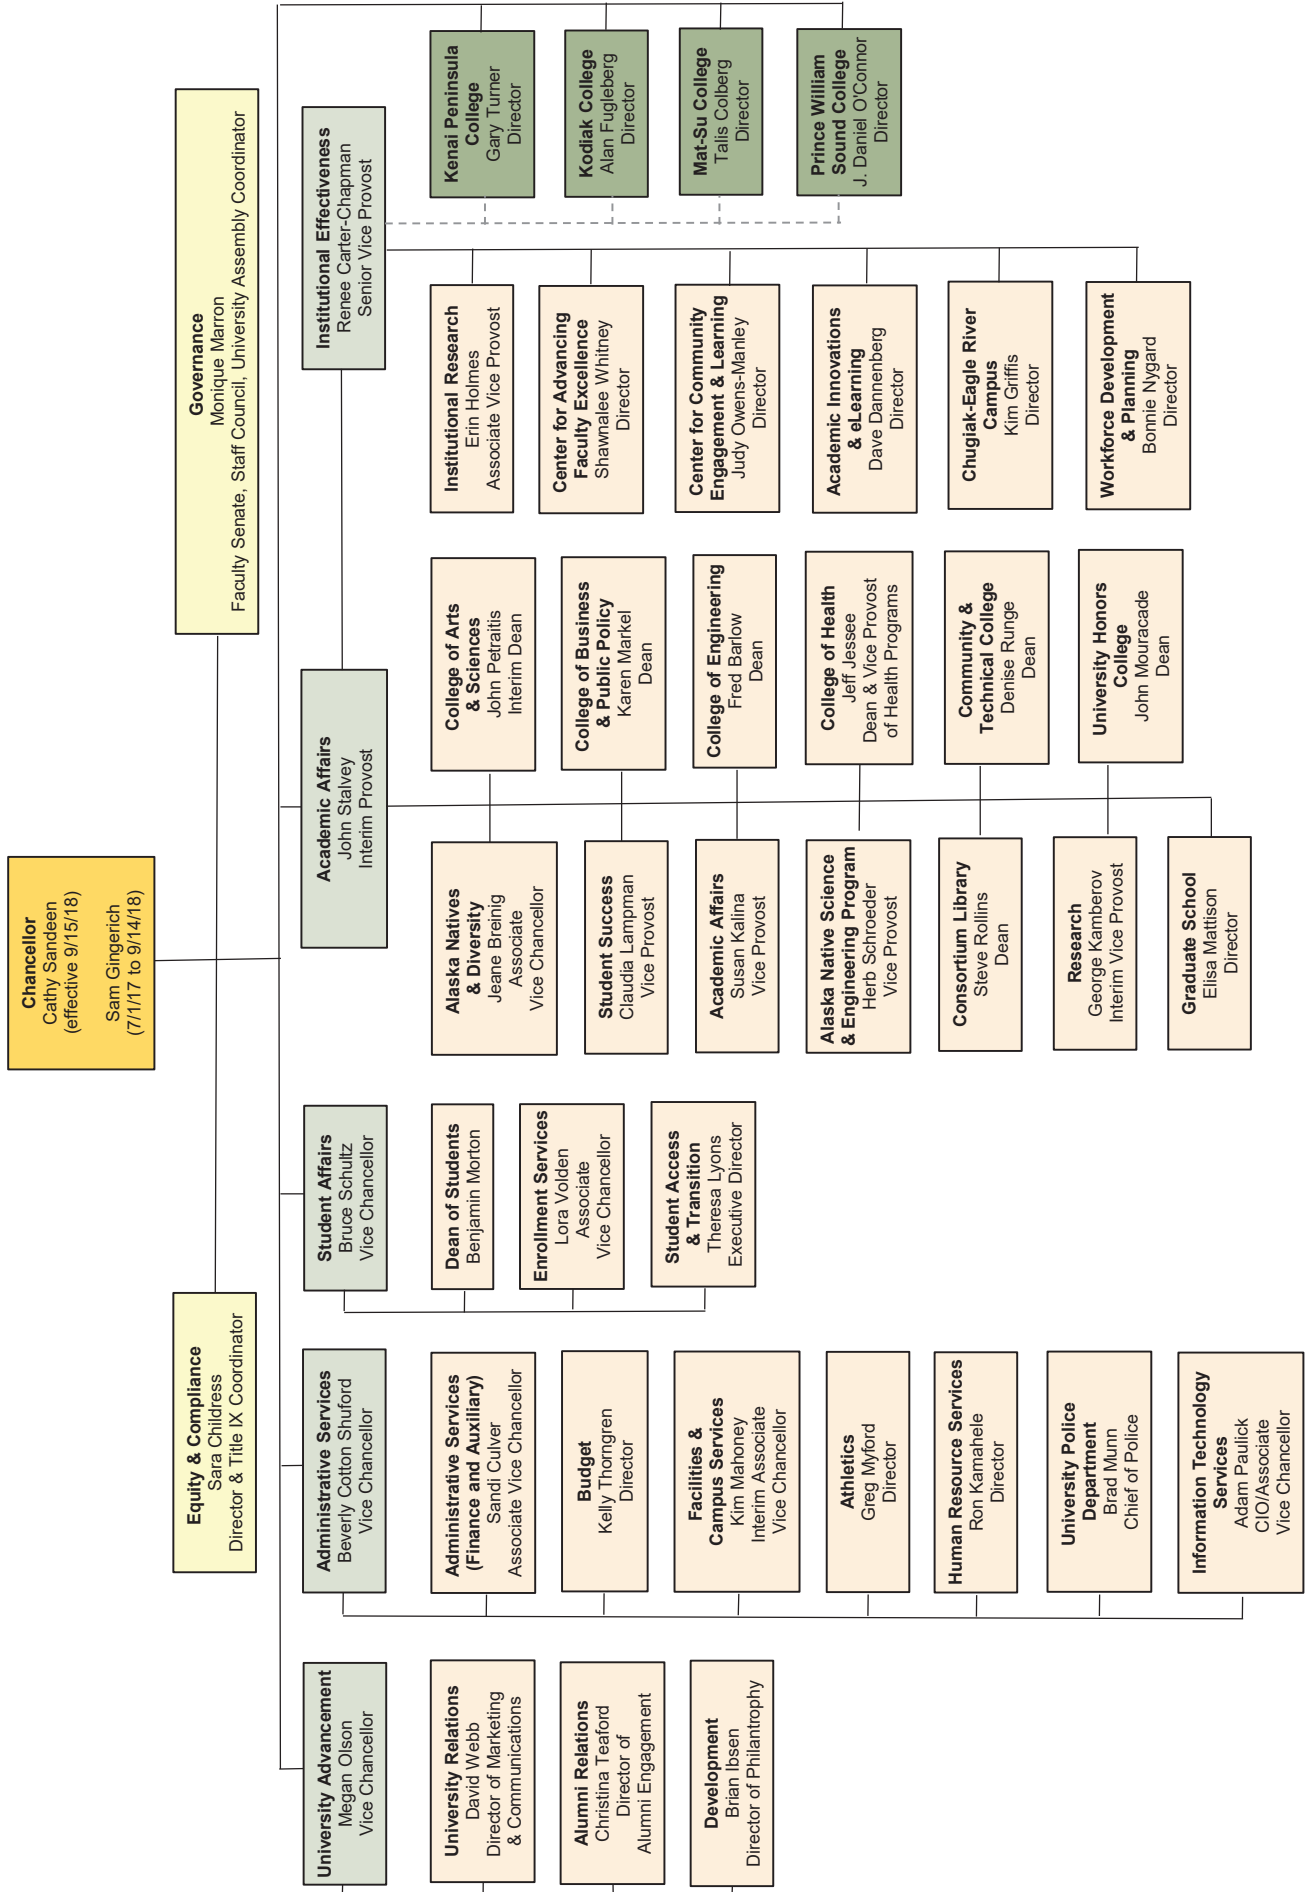 Chancellor
Cathy Sandeen
(effective 9/15/18)
Sam Gingerich
(7/1/17 to 9/14/18)
Equity & Compliance
Sara Childress
Director & Title IX Coordinator
Governance
Monique Marron
Faculty Senate, Staff Council, University Assembly Coordinator
University Advancement
Megan Olson
Vice Chancellor
University Relations
David Webb
Director of Marketing
& Communications
Alumni Relations
Christina Teaford
Director of
Alumni Engagement
Development
Brian Ibsen
Director of Philantrophy
Administrative Services
Beverly Cotton Shuford
Vice Chancellor
Administrative Services
(Finance and Auxiliary)
Sandi Culver
Associate Vice Chancellor
Budget
Kelly Thorngren
Director
Facilities &
Campus Services
Kim Mahoney
Interim Associate
Vice Chancellor
Athletics
Greg Myford
Director
Human Resource Services
Ron Kamahele
Director
University Police
Department
Brad Munn
Chief of Police
Information Technology
Services
Adam Paulick
CIO/Associate
Vice Chancellor
Student Affairs
Bruce Schultz
Vice Chancellor
Dean of Students
Benjamin Morton
Enrollment Services
Lora Volden
Associate
Vice Chancellor
Student Access
& Transition
Theresa Lyons
Executive Director
Academic Affairs
John Stalvey
Interim Provost
Alaska Natives
& Diversity
Jeane Breinig
Associate
Vice Chancellor
Student Success
Claudia Lampman
Vice Provost
Academic Affairs
Susan Kalina
Vice Provost
Alaska Native Science
& Engineering Program
Herb Schroeder
Vice Provost
Consortium Library
Steve Rollins
Dean
Research
George Kamberov
Interim Vice Provost
Graduate School
Elisa Mattison
Director
College of Arts
& Sciences
John Petraitis
Interim Dean
College of Business
& Public Policy
Karen Markel
Dean
College of Engineering
Fred Barlow
Dean
College of Health
Jeff Jessee
Dean & Vice Provost
of Health Programs
Community &
Technical College
Denise Runge
Dean
University Honors
College
John Mouracade
Dean
Institutional Effectiveness
Renee Carter-Chapman
Senior Vice Provost
Institutional Research
Erin Holmes
Associate Vice Provost
Center for Advancing
Faculty Excellence
Shawnalee Whitney
Director
Center for Community
Engagement & Learning
Judy Owens-Manley
Director
Academic Innovations
& eLearning
Dave Dannenberg
Director
Chugiak-Eagle River
Campus
Kim Griffis
Director
Workforce Development
& Planning
Bonnie Nygard
Director
Kenai Peninsula
College
Gary Turner
Director
Kodiak College
Alan Fugleberg
Director
Mat-Su College
Talis Colberg
Director
Prince William
Sound College
J. Daniel O'Connor
Director